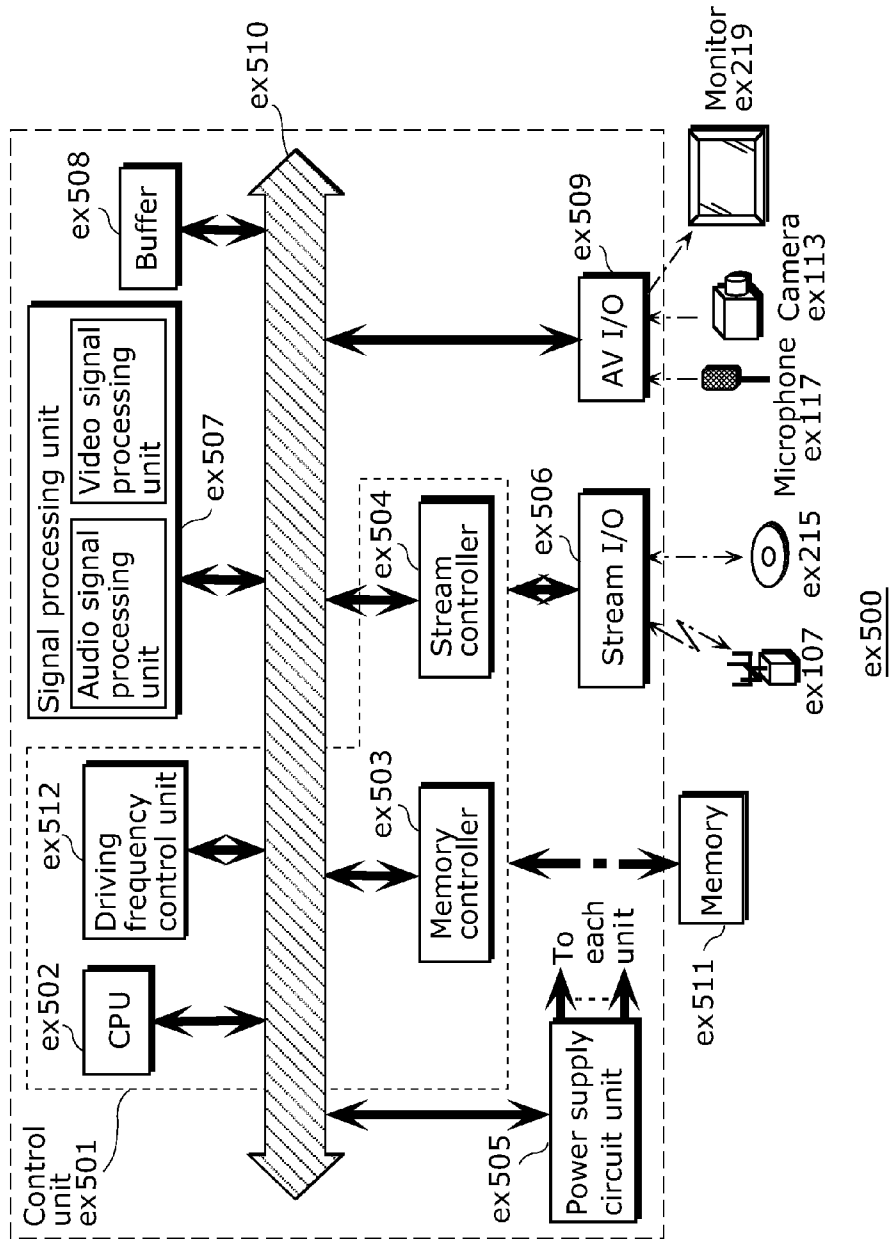 Control
unit
ex501
ex502
CPU
ex512
Driving
frequency
control unit
Signal processing unit
Audio signal
processing
unit
Video signal
processing
unit
ex507
ex508
Buffer
ex510
ex505
Power supply
circuit unit
To
each
unit
ex503
Memory
controller
ex504
Stream
controller
ex506
Stream I/O
ex509
AV I/O
ex511
Memory
ex107
ex215
Microphone
ex117
Camera
ex113
Monitor
ex219
ex500